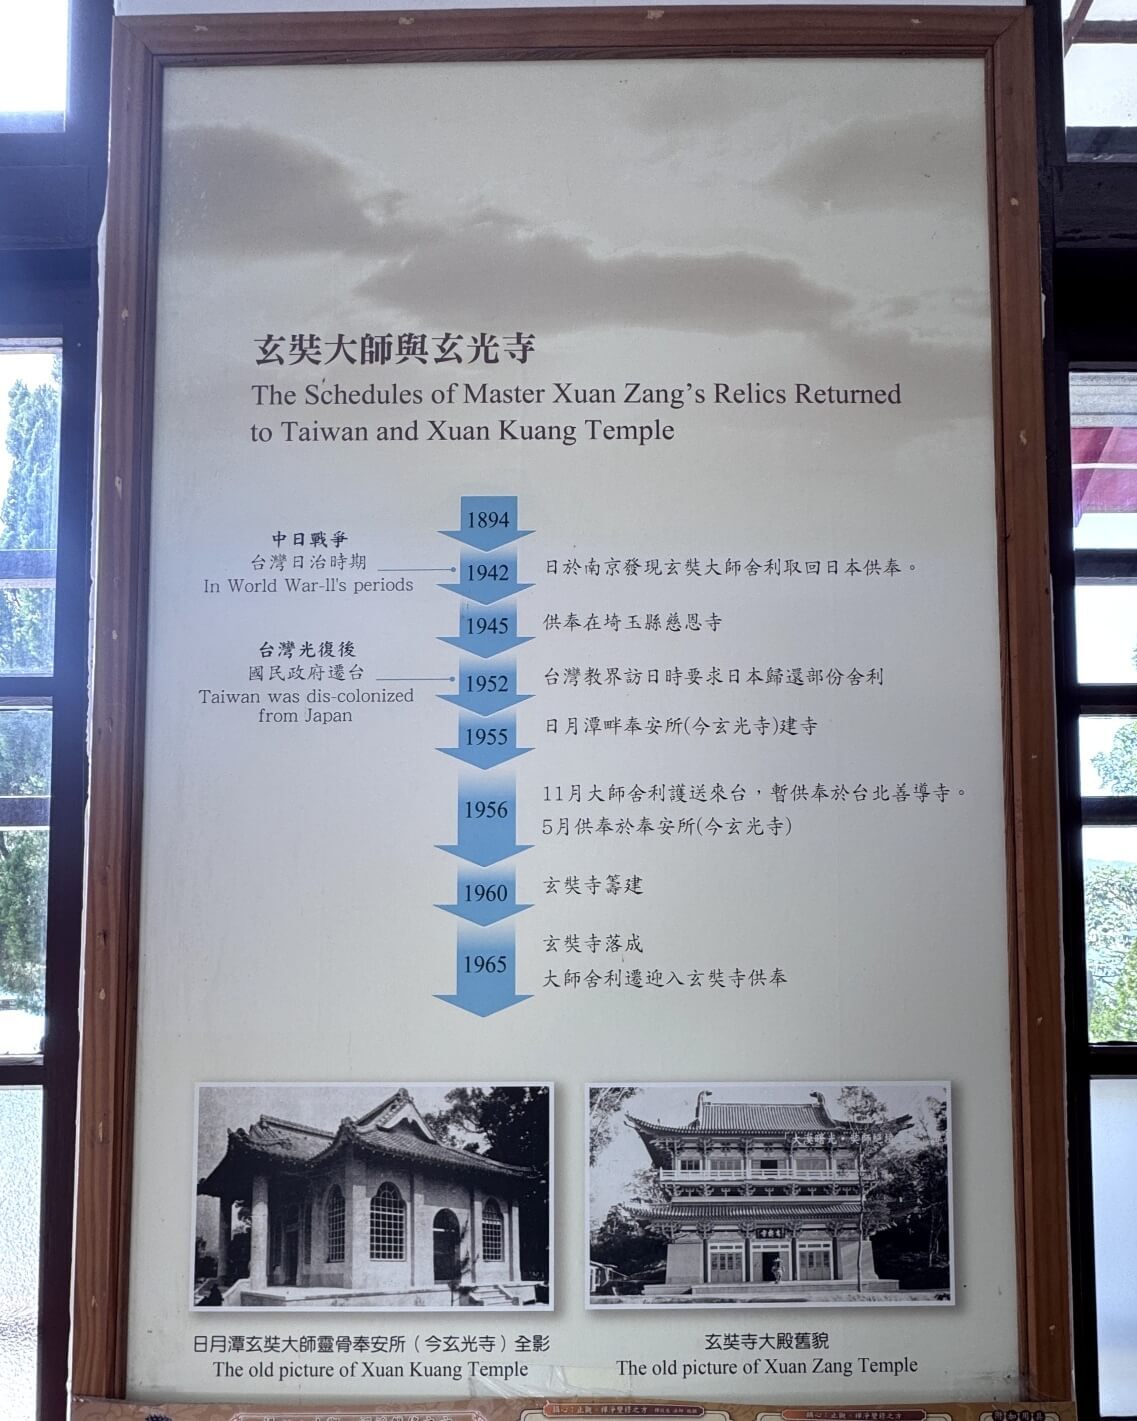 玄奘大師與玄光寺
The Schedules of Master Xuan Zang's Relics Returned
to Taiwan and Xuan Kuang Temple
1894
中日戰爭
台灣日治時期
In World War-ll's periods
1942
日於南京發現玄奘大師舍利取回日本供奉。
1945
供奉在埼玉縣慈恩寺
台灣光復後
國民政府遷台
Taiwan was dis-colonized
from Japan
1952
台灣教界訪日時要求日本歸還部份舍利
1955
日月潭畔奉安所(今玄光寺)建寺
1956
11月大師舍利護送來台，暫供奉於台北善導寺。
5月供奉於奉安所(今玄光寺)
1960
玄奘寺籌建
1965
玄奘寺落成
大師舍利遷迎入玄奘寺供奉
日月潭玄奘大師靈骨奉安所（今玄光寺）全影
The old picture of Xuan Kuang Temple
玄奘寺大殿舊貌
The old picture of Xuan Zang Temple